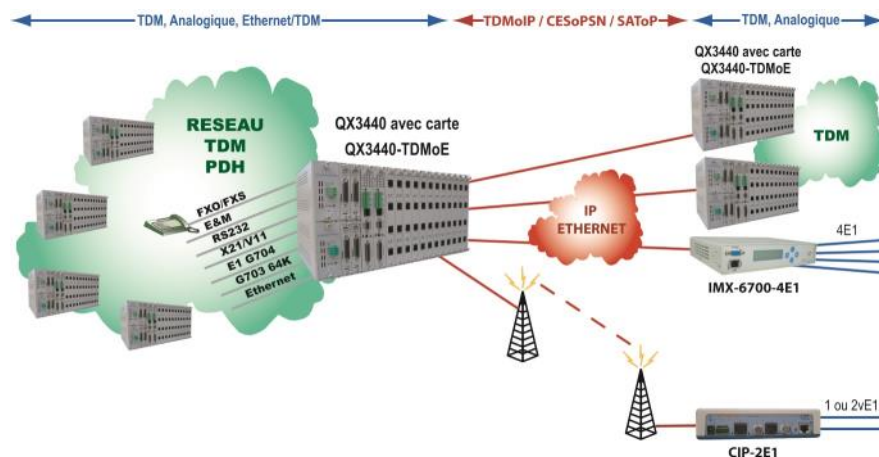 TDM, Analogique, Ethernet/TDM
TDMoIP / CESoPSN / SAToP
TDM, Analogique
QX3440 avec carte
QX3440-TDMoE
RESEAU
TDM
PDH
QX3440 avec carte
QX3440-TDMoE
TDM
FXO/FXS
E&M
RS232
X21/V11
E1 G704
G703 64K
Ethernet
IP
ETHERNET
4E1
IMX-6700-4E1
1 ou 2vE1
CIP-2E1